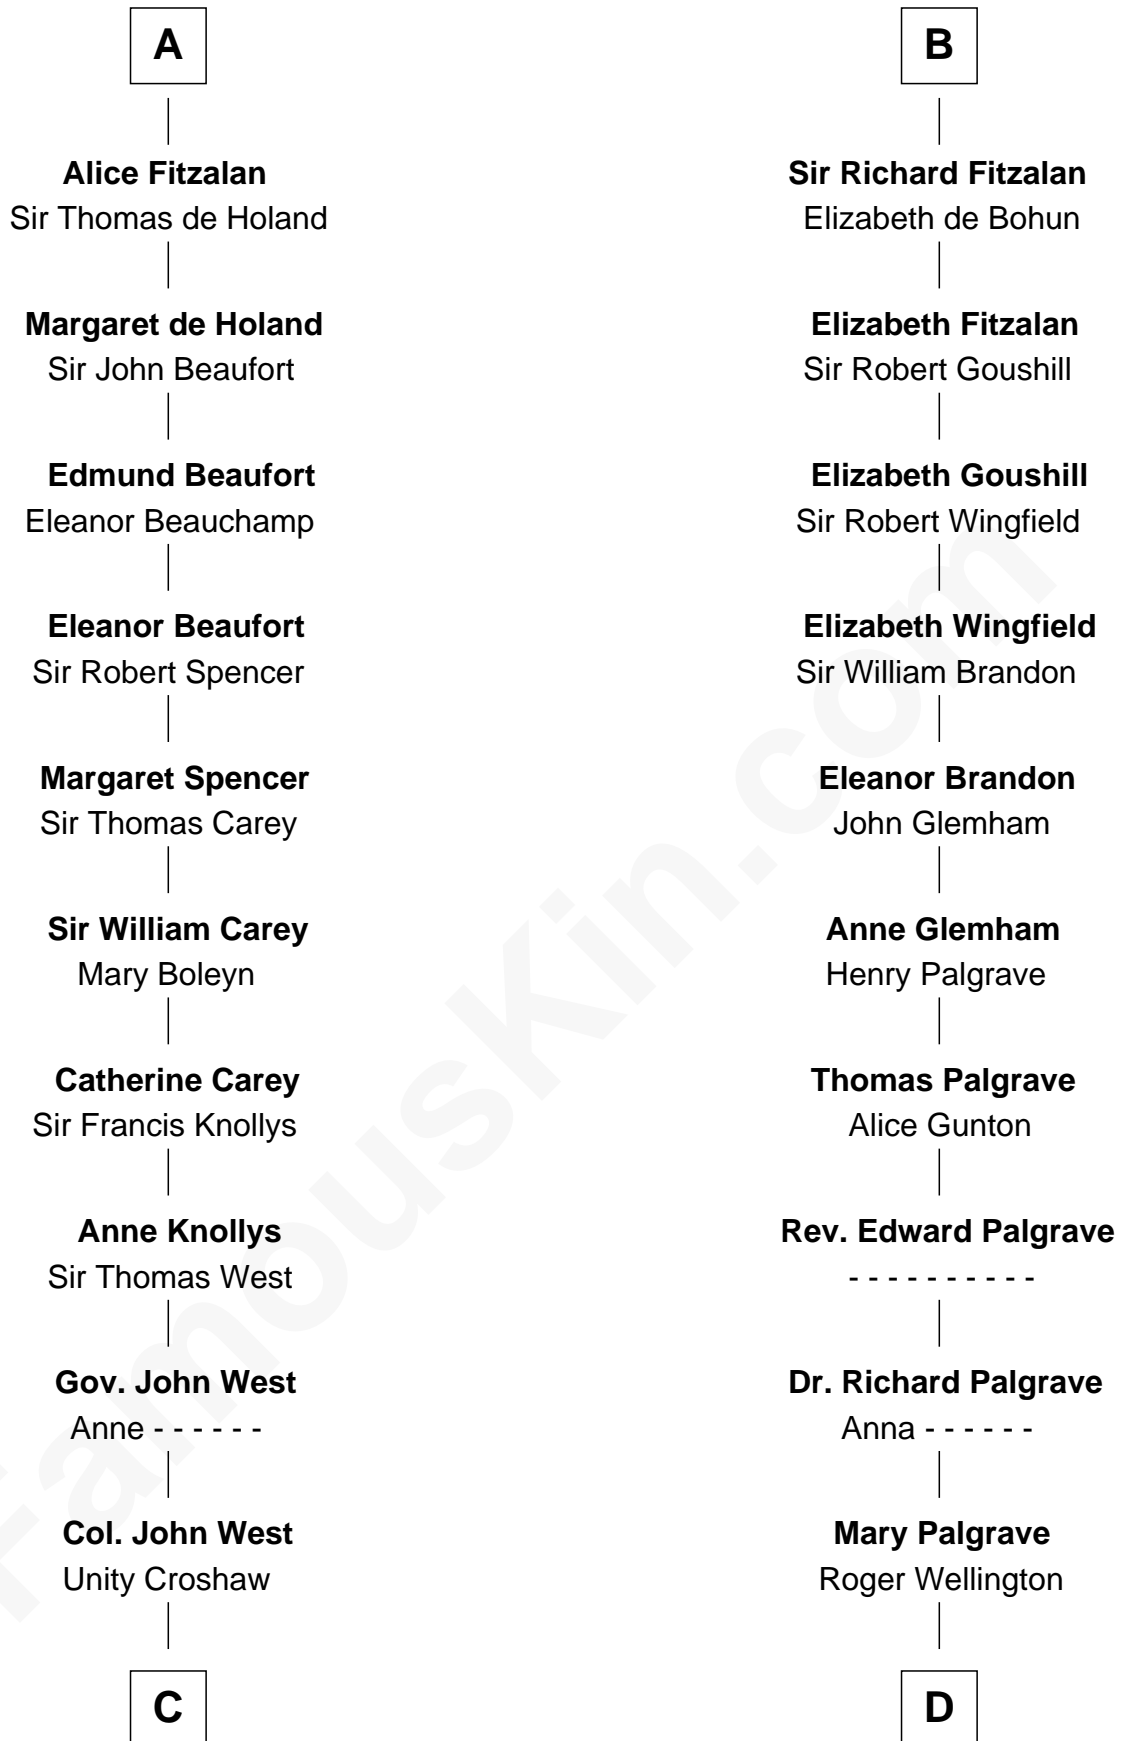 A
Alice Fitzalan
Sir Thomas de Holand
Margaret de Holand
Sir John Beaufort
Edmund Beaufort
Eleanor Beauchamp
Eleanor Beaufort
Sir Robert Spencer
Margaret Spencer
Sir Thomas Carey
Sir William Carey
Mary Boleyn
Catherine Carey
Sir Francis Knollys
Anne Knollys
Sir Thomas West
Gov. John West
Anne - - - - - -
Col. John West
Unity Croshaw
C
B
Sir Richard Fitzalan
Elizabeth de Bohun
Elizabeth Fitzalan
Sir Robert Goushill
Elizabeth Goushill
Sir Robert Wingfield
Elizabeth Wingfield
Sir William Brandon
Eleanor Brandon
John Glemham
Anne Glemham
Henry Palgrave
Thomas Palgrave
Alice Gunton
Rev. Edward Palgrave
- - - - - - - - - -
Dr. Richard Palgrave
Anna - - - - - -
Mary Palgrave
Roger Wellington
D
FamousKin.com